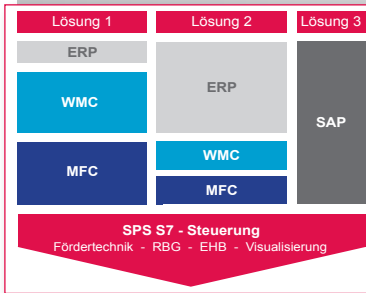 Lösung 1
Lösung 2
Lösung 3
ERP
WMC
MFC
ERP
WMC
MFC
SAP
SPS S7 - Steuerung
Fördertechnik - RBG - EHB - Visualisierung